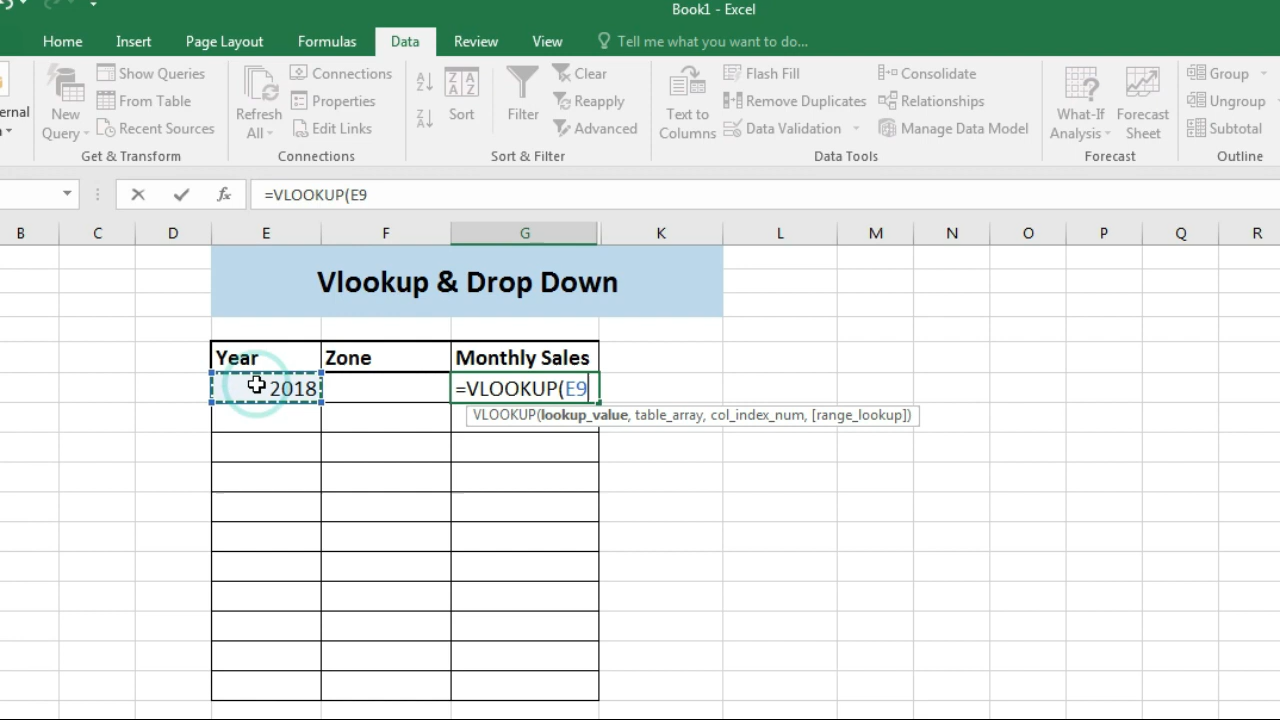 Book1 - Excel
Home Insert Page Layout Formulas Data Review View Tell me what you want to do...
Show Queries Connections Clear Flash Fill Consolidate Group
From Table Properties Reapply Remove Duplicates Relationships Ungroup
New Query Recent Sources Refresh All Edit Links Sort Filter Advanced Text to Columns Data Validation Manage Data Model What-If Analysis Forecast Sheet Subtotal
Get & Transform Connections Sort & Filter Data Tools Forecast Outline
=VLOOKUP(E9
B C D E F G K L M N O P Q R
Vlookup & Drop Down
Year Zone Monthly Sales
2018 =VLOOKUP(E9
VLOOKUP(lookup_value, table_array, col_index_num, [range_lookup])